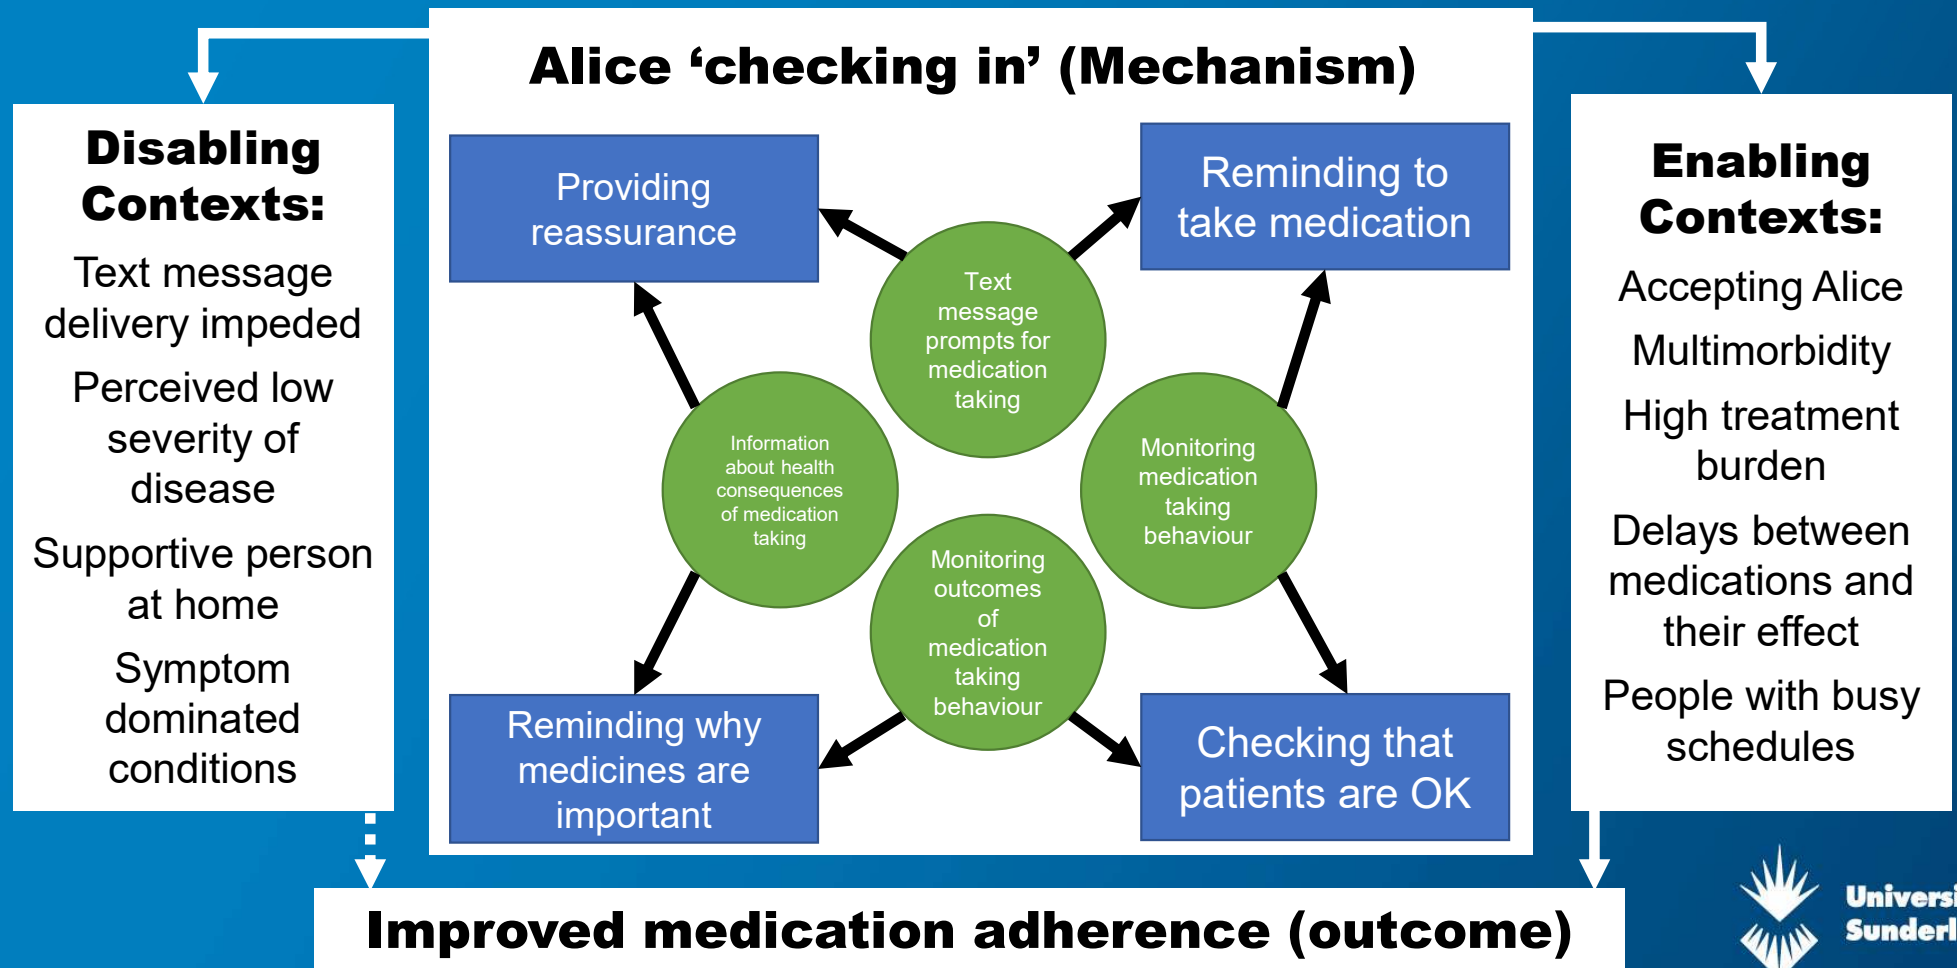 Alice ‘checking in’ (Mechanism)
Disabling
Contexts:
Text message
delivery impeded
Perceived low
severity of
disease
Supportive person
at home
Symptom
dominated
conditions
Providing
reassurance
Reminding to
take medication
Text
message
prompts for
medication
taking
Information
about health
consequences
of medication
taking
Monitoring
medication
taking
behaviour
Monitoring
outcomes
of
medication
taking
behaviour
Reminding why
medicines are
important
Checking that
patients are OK
Enabling
Contexts:
Accepting Alice
Multimorbidity
High treatment
burden
Delays between
medications and
their effect
People with busy
schedules
Improved medication adherence (outcome)
Universi
Sunderl